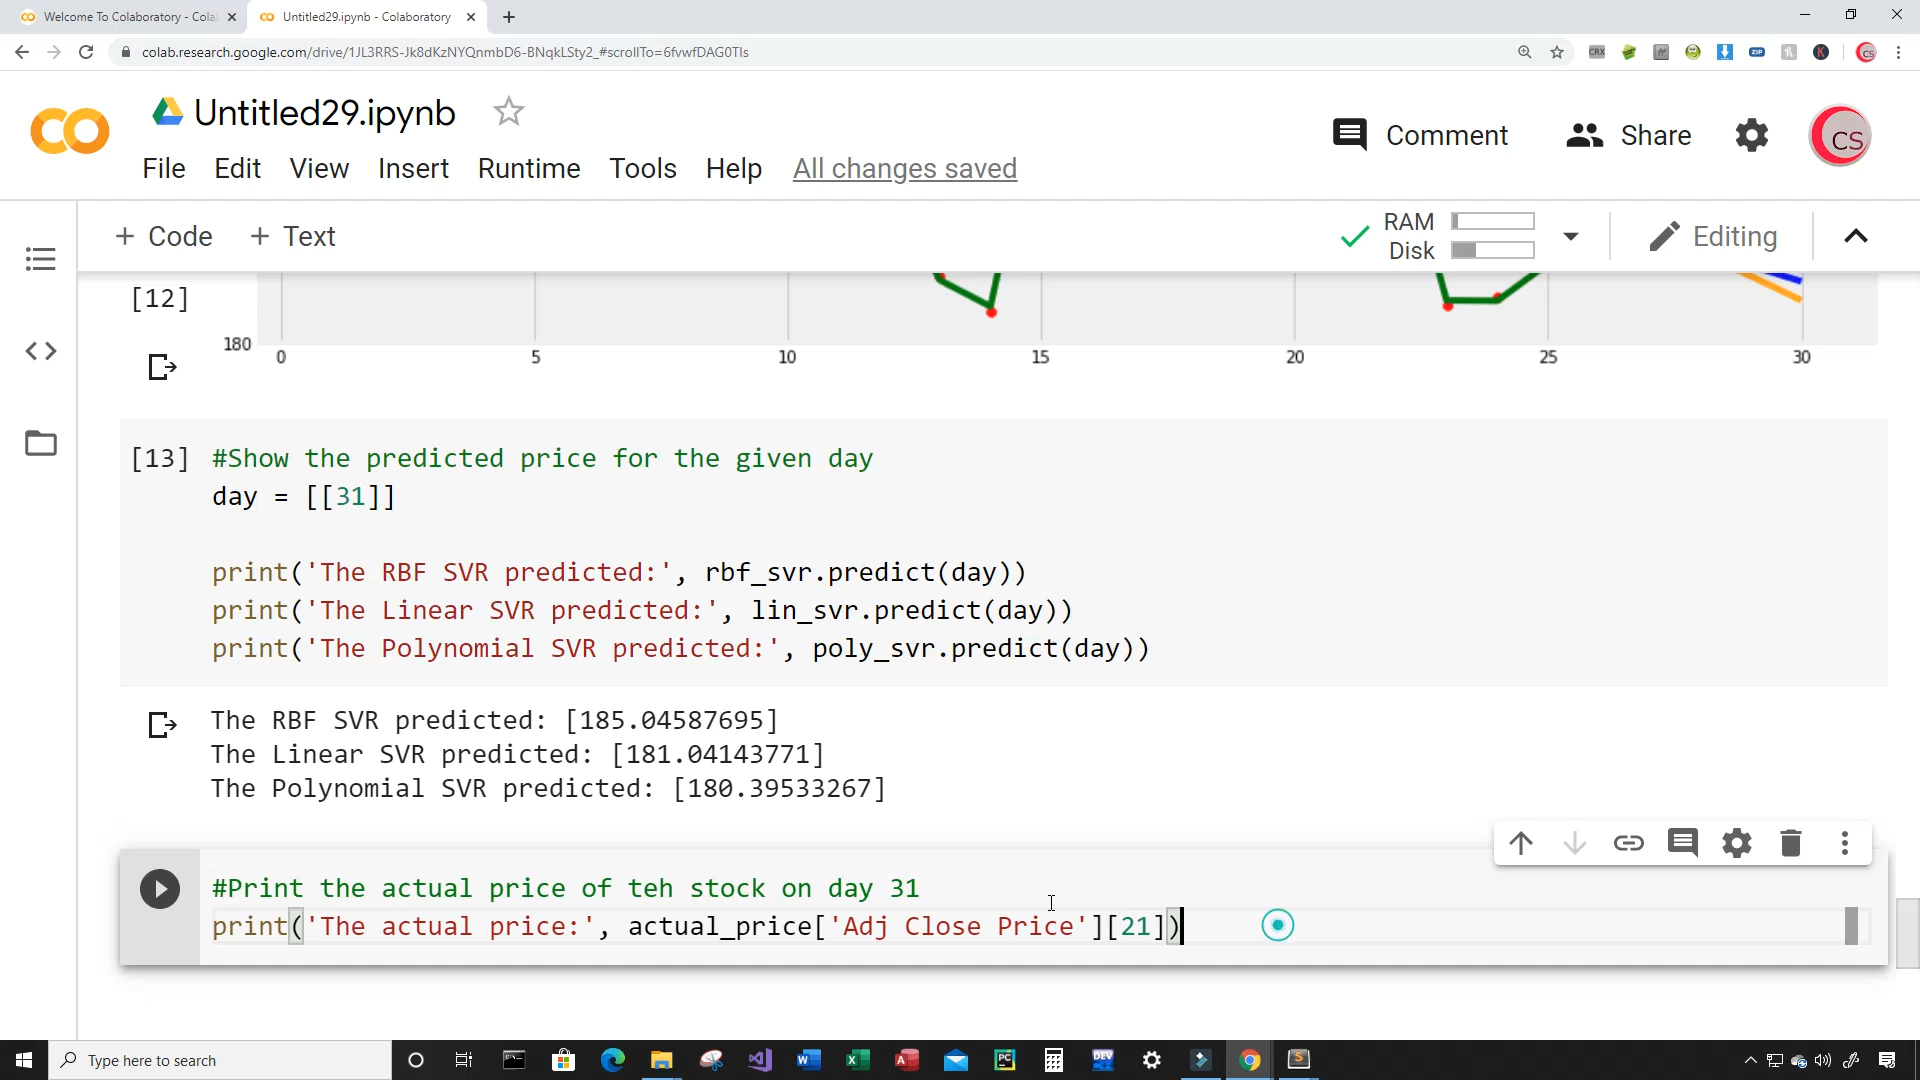 Welcome To Colaboratory - Cola
Untitled29.ipynb - Colaboratory
colab.research.google.com/drive/1JL3RRS-Jk8dKzNYQnmbD6-BNqkLSty2_#scrollTo=6fvwfDAG0TIs
Untitled29.ipynb
Comment
Share
CS
File Edit View Insert Runtime Tools Help All changes saved
+ Code + Text
RAM
Disk
Editing
[12]
180
0 5 10 15 20 25 30
[13] #Show the predicted price for the given day
day = [[31]]
print('The RBF SVR predicted:', rbf_svr.predict(day))
print('The Linear SVR predicted:', lin_svr.predict(day))
print('The Polynomial SVR predicted:', poly_svr.predict(day))
The RBF SVR predicted: [185.04587695]
The Linear SVR predicted: [181.04143771]
The Polynomial SVR predicted: [180.39533267]
#Print the actual price of teh stock on day 31
print('The actual price:', actual_price['Adj Close Price'][21])
Type here to search